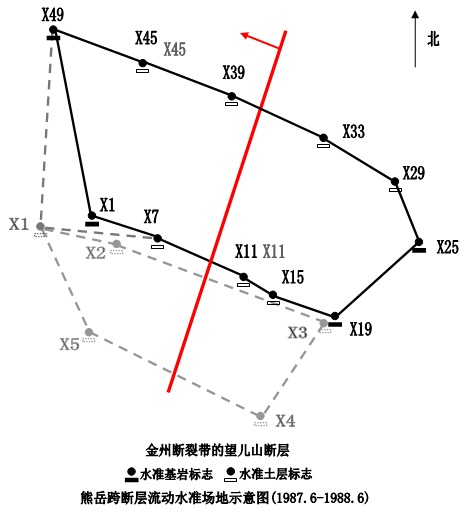 X49
北
X45 X45
X39
X33
X29
X1
X7
X1
X2
X11 X11
X25
X15
X3
X19
X5
X4
金州断裂带的望儿山断层
水准基岩标志 水准土层标志
熊岳跨断层流动水准场地示意图(1987.6-1988.6)